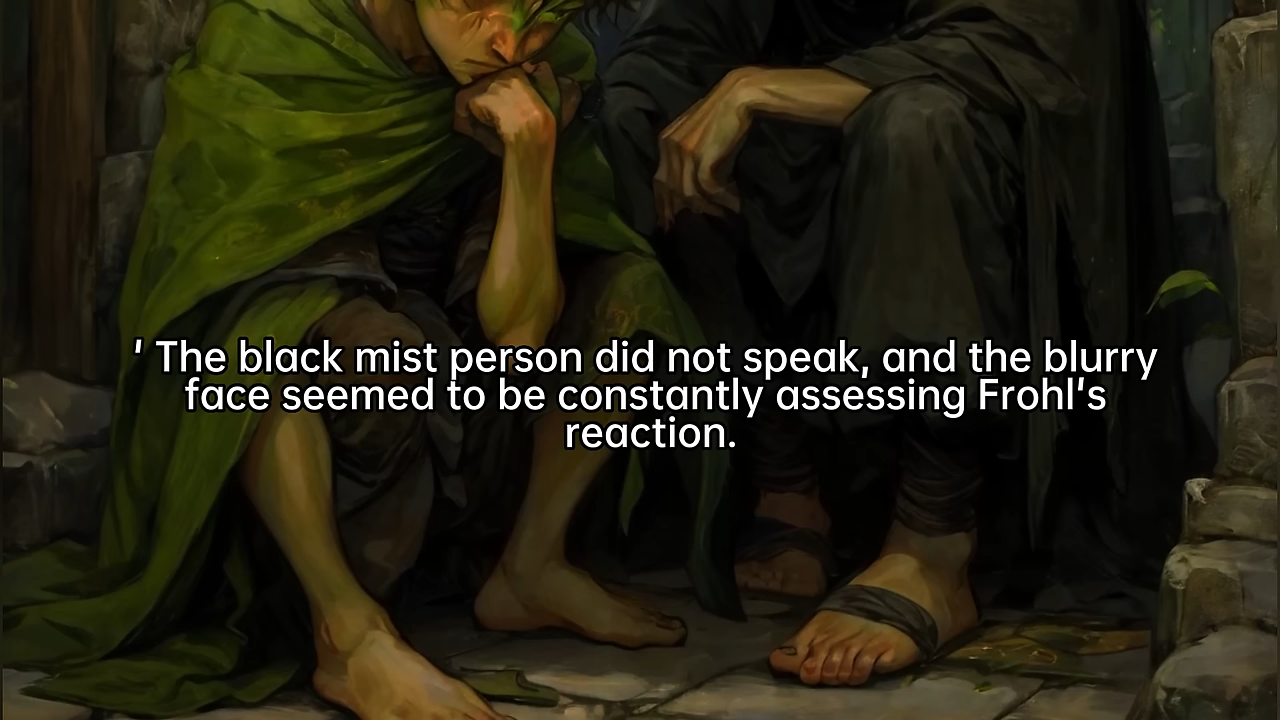 ' The black mist person did not speak, and the blurry
face seemed to be constantly assessing Frohl's
reaction.